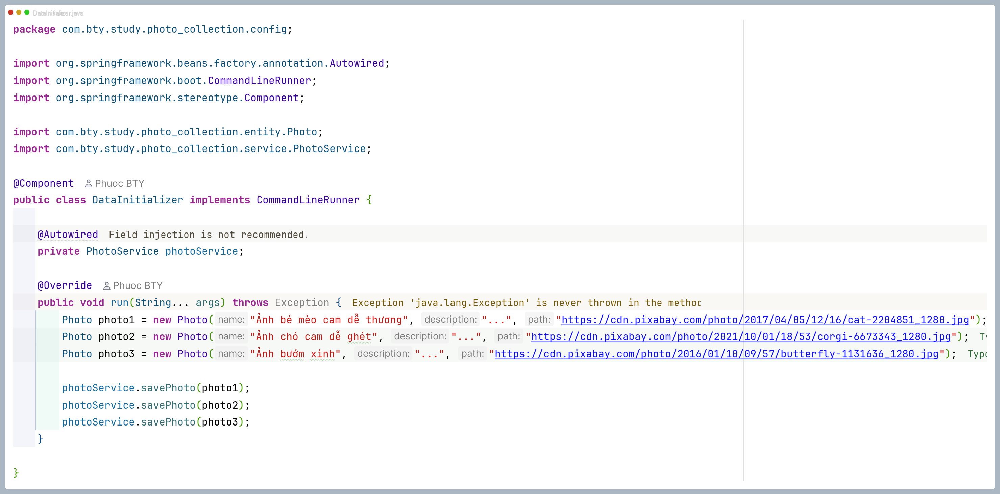 DataInitializer.java
package com.bty.study.photo_collection.config;
import org.springframework.beans.factory.annotation.Autowired;
import org.springframework.boot.CommandLineRunner;
import org.springframework.stereotype.Component;
import com.bty.study.photo_collection.entity.Photo;
import com.bty.study.photo_collection.service.PhotoService;
@Component Phuoc BTY
public class DataInitializer implements CommandLineRunner {
@Autowired Field injection is not recommended.
private PhotoService photoService;
@Override Phuoc BTY
public void run(String... args) throws Exception { Exception 'java.lang.Exception' is never thrown in the
Photo photo1 = new Photo( name: "Ảnh bé mèo cam dễ thương", description: "...", path: "https://cdn.pixabay.com/photo/2017/04/05/12/16/cat-2204851_1280.jpg");
Photo photo2 = new Photo( name: "Ảnh chó cam dễ ghét", description: "...", path: "https://cdn.pixabay.com/photo/2021/10/01/18/53/corgi-6673343_1280.jpg");
Photo photo3 = new Photo( name: "Ảnh bướm xinh", description: "...", path: "https://cdn.pixabay.com/photo/2016/01/10/09/57/butterfly-1131636_1280.jpg");
photoService.savePhoto(photo1);
photoService.savePhoto(photo2);
photoService.savePhoto(photo3);
}
}